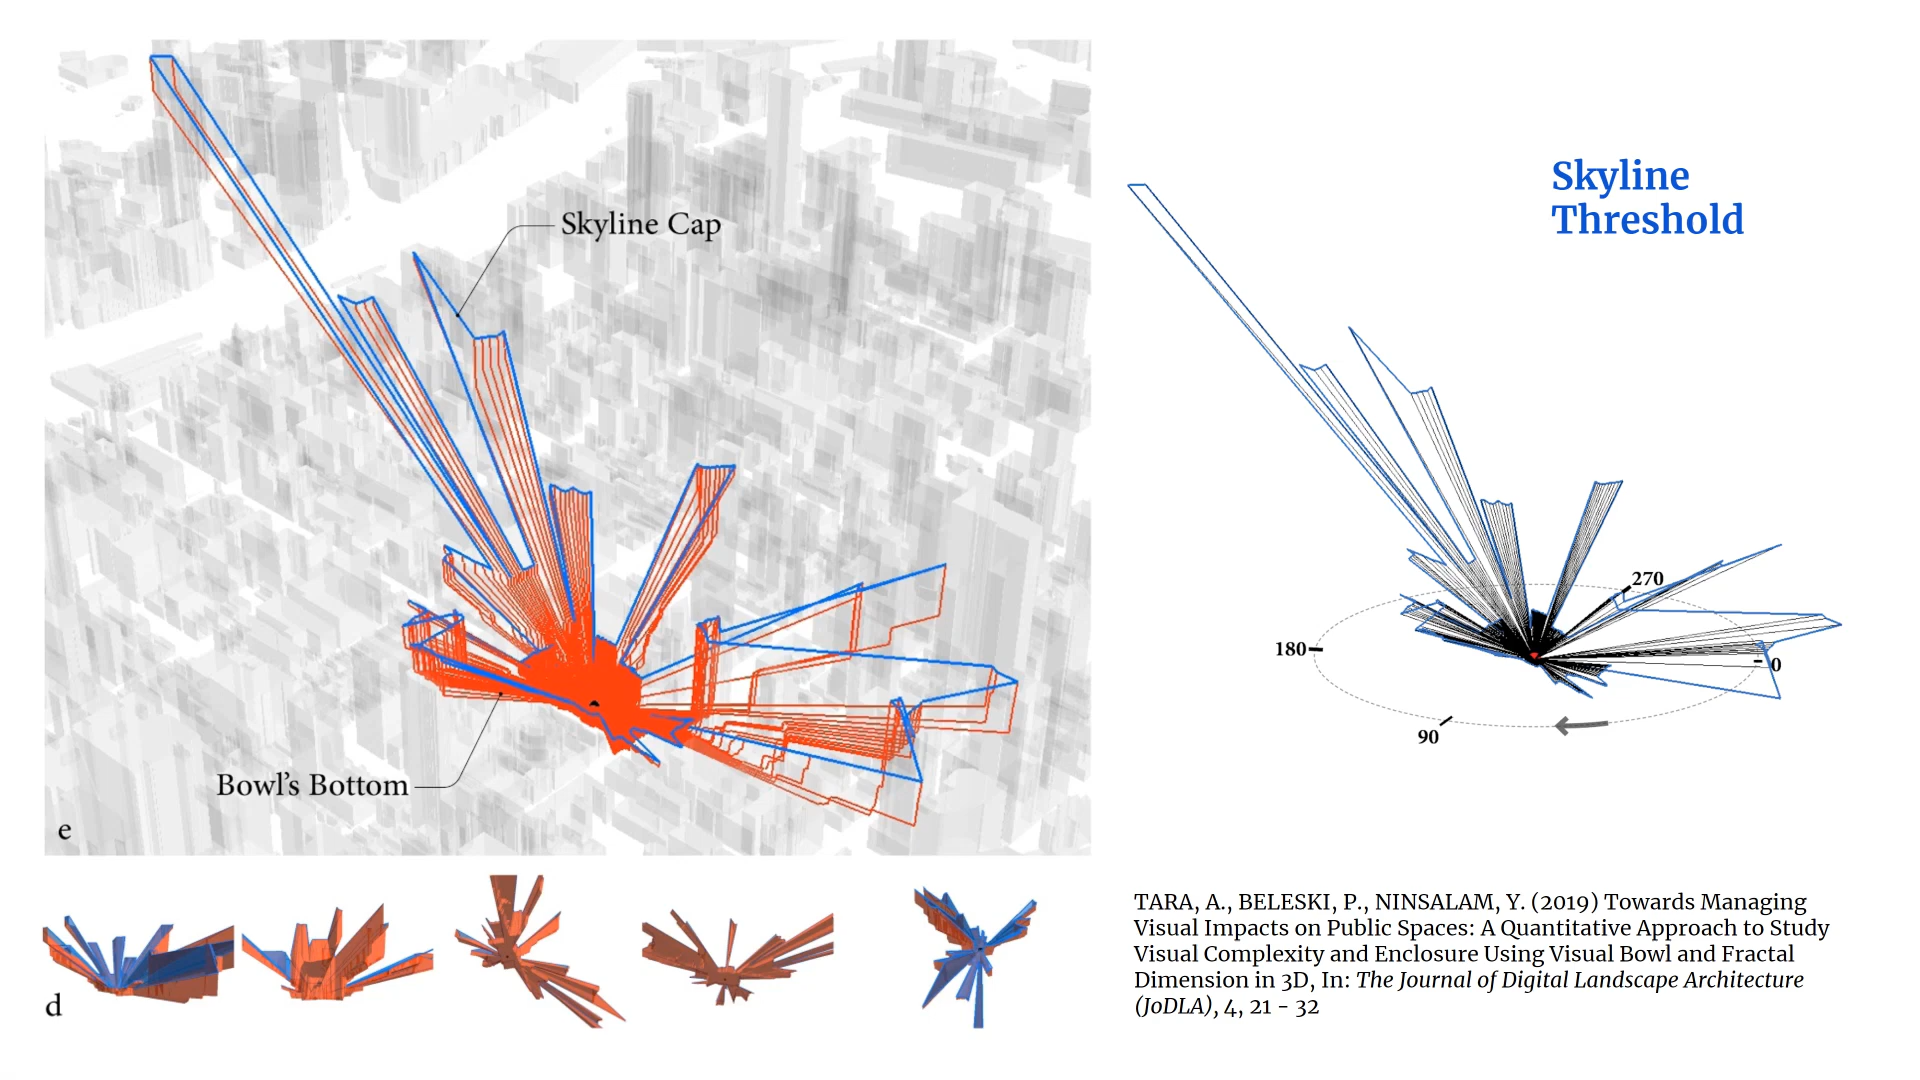 Skyline Cap
Bowl's Bottom
e
d
Skyline
Threshold
270
180
0
90
TARA, A., BELESKI, P., NINSALAM, Y. (2019) Towards Managing
Visual Impacts on Public Spaces: A Quantitative Approach to Study
Visual Complexity and Enclosure Using Visual Bowl and Fractal
Dimension in 3D, In: The Journal of Digital Landscape Architecture
(JoDLA), 4, 21 - 32